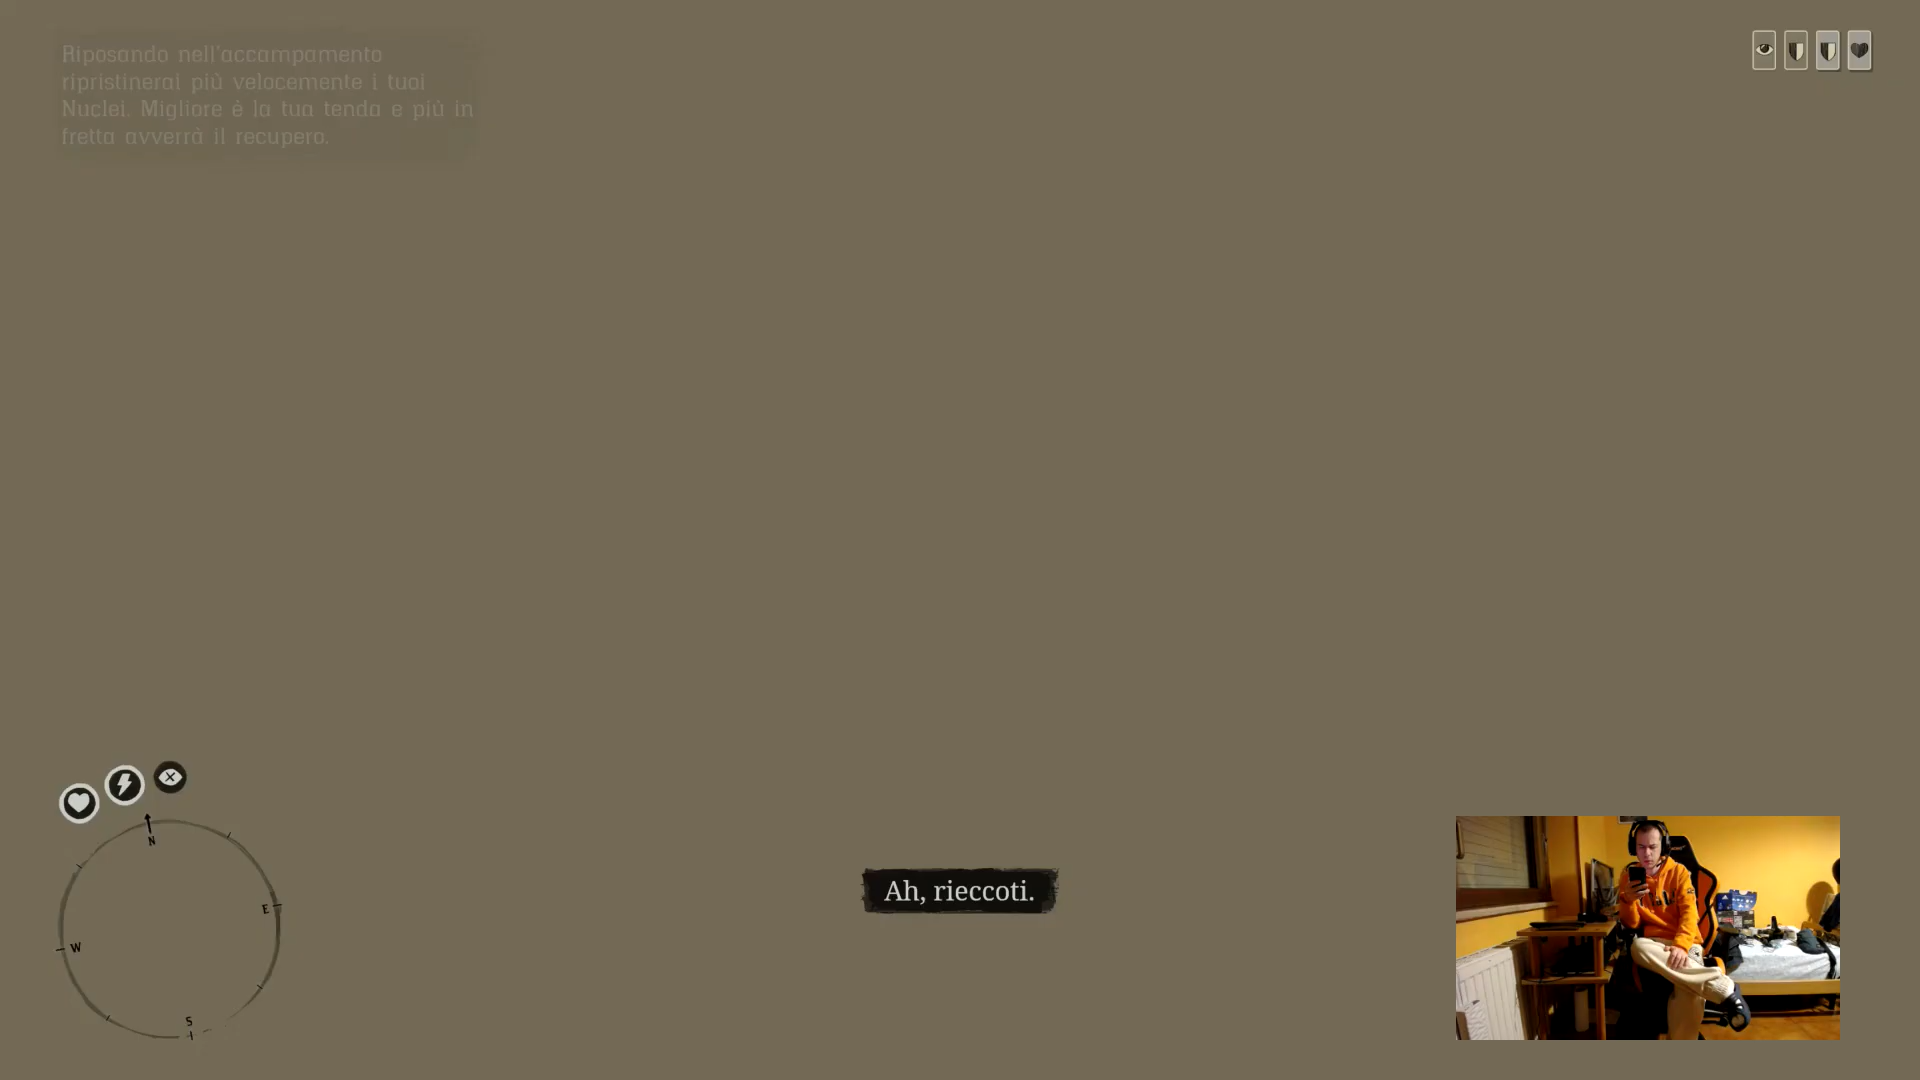 Riposando nell'accampamento
ripristinerai più velocemente i tuoi
Nuclei. Migliore è la tua tenda e più in
fretta avverrà il recupero.
N
E
W
S
Ah, rieccoti.